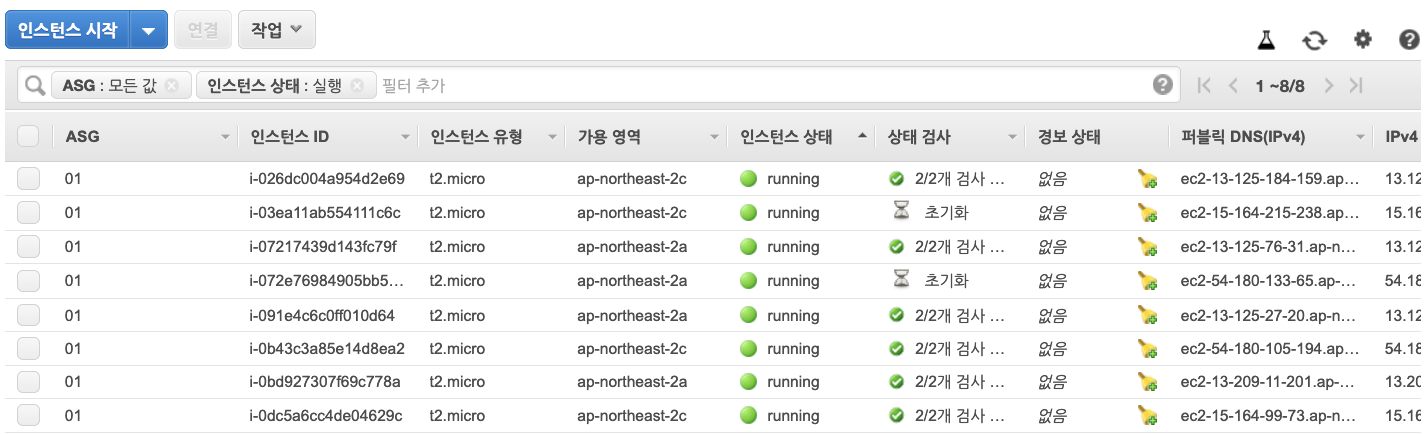 인스턴스 시작 연결 작업
ASG : 모든 값 인스턴스 상태 : 실행 필터 추가 1 ~8/8
ASG 인스턴스 ID 인스턴스 유형 가용 영역 인스턴스 상태 상태 검사 경보 상태 퍼블릭 DNS(IPv4) IPv4
01 i-026dc004a954d2e69 t2.micro ap-northeast-2c running 2/2개 검사 ... 없음 ec2-13-125-184-159.ap... 13.12
01 i-03ea11ab554111c6c t2.micro ap-northeast-2c running 초기화 없음 ec2-15-164-215-238.ap... 15.16
01 i-07217439d143fc79f t2.micro ap-northeast-2a running 2/2개 검사 ... 없음 ec2-13-125-76-31.ap-n... 13.12
01 i-072e76984905bb5... t2.micro ap-northeast-2a running 초기화 없음 ec2-54-180-133-65.ap-... 54.18
01 i-091e4c6c0ff010d64 t2.micro ap-northeast-2a running 2/2개 검사 ... 없음 ec2-13-125-27-20.ap-n... 13.12
01 i-0b43c3a85e14d8ea2 t2.micro ap-northeast-2c running 2/2개 검사 ... 없음 ec2-54-180-105-194.ap... 54.18
01 i-0bd927307f69c778a t2.micro ap-northeast-2a running 2/2개 검사 ... 없음 ec2-13-209-11-201.ap-... 13.20
01 i-0dc5a6cc4de04629c t2.micro ap-northeast-2c running 2/2개 검사 ... 없음 ec2-15-164-99-73.ap-n... 15.16